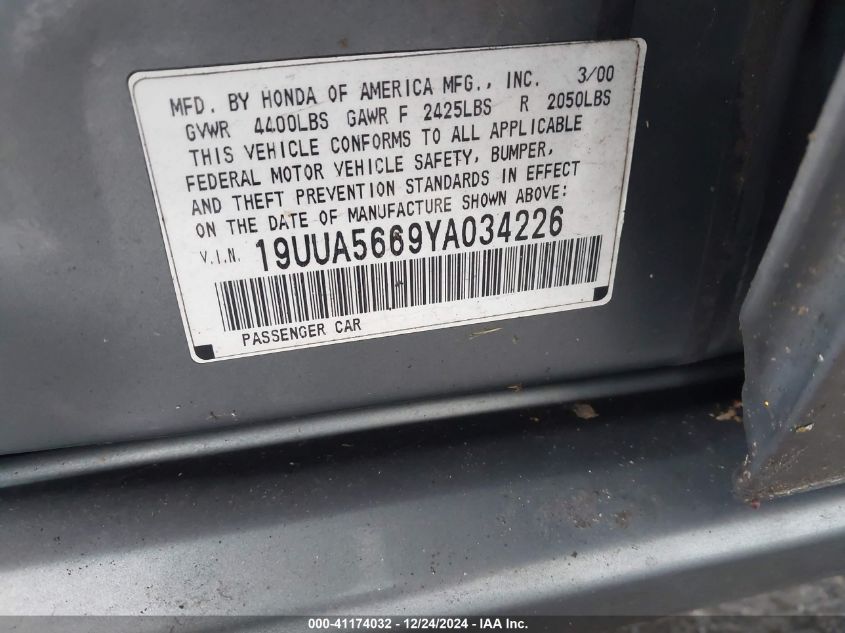 MFD. BY HONDA OF AMERICA MFG., INC. 3/00
GVWR 4400LBS GAWR F 2425LBS R 2050LBS
THIS VEHICLE CONFORMS TO ALL APPLICABLE
FEDERAL MOTOR VEHICLE SAFETY, BUMPER,
AND THEFT PREVENTION STANDARDS IN EFFECT
ON THE DATE OF MANUFACTURE SHOWN ABOVE:
V.I.N. 19UUA5669YA034226
PASSENGER CAR
000-41174032 - 12/24/2024 - IAA Inc.